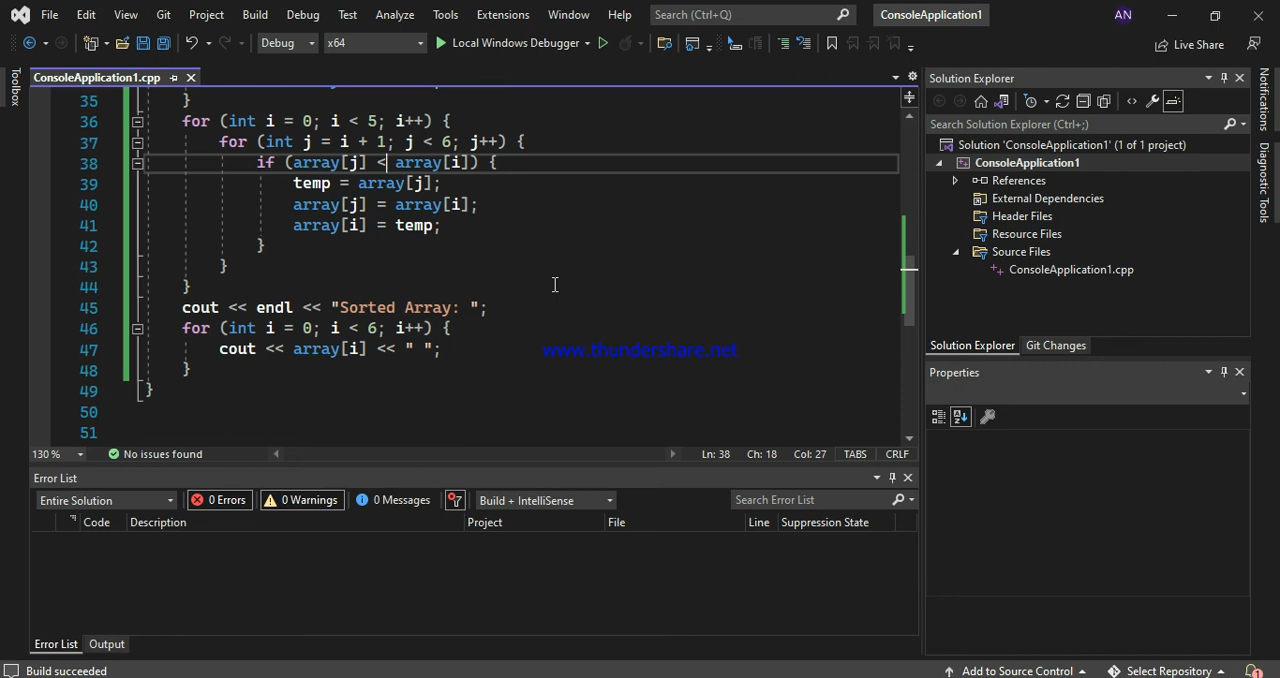 File Edit View Git Project Build Debug Test Analyze Tools Extensions Window Help Search (Ctrl+Q) ConsoleApplication1 AN
Debug x64 Local Windows Debugger Live Share
Toolbox
ConsoleApplication1.cpp
35 }
36 for (int i = 0; i < 5; i++) {
37 for (int j = i + 1; j < 6; j++) {
38 if (array[j] < array[i]) {
39 temp = array[j];
40 array[j] = array[i];
41 array[i] = temp;
42 }
43 }
44 }
45 cout << endl << "Sorted Array: ";
46 for (int i = 0; i < 6; i++) {
47 cout << array[i] << " ";
48 }
49 }
50
51
www.thundershare.net
130 % No issues found Ln: 38 Ch: 18 Col: 27 TABS CRLF
Error List
Entire Solution 0 Errors 0 Warnings 0 Messages Build + IntelliSense Search Error List
Code Description Project File Line Suppression State
Error List Output
Solution Explorer
Search Solution Explorer (Ctrl+;)
Solution 'ConsoleApplication1' (1 of 1 project)
ConsoleApplication1
References
External Dependencies
Header Files
Resource Files
Source Files
ConsoleApplication1.cpp
Solution Explorer Git Changes
Properties
Notifications
Diagnostic Tools
Build succeeded Add to Source Control Select Repository 1